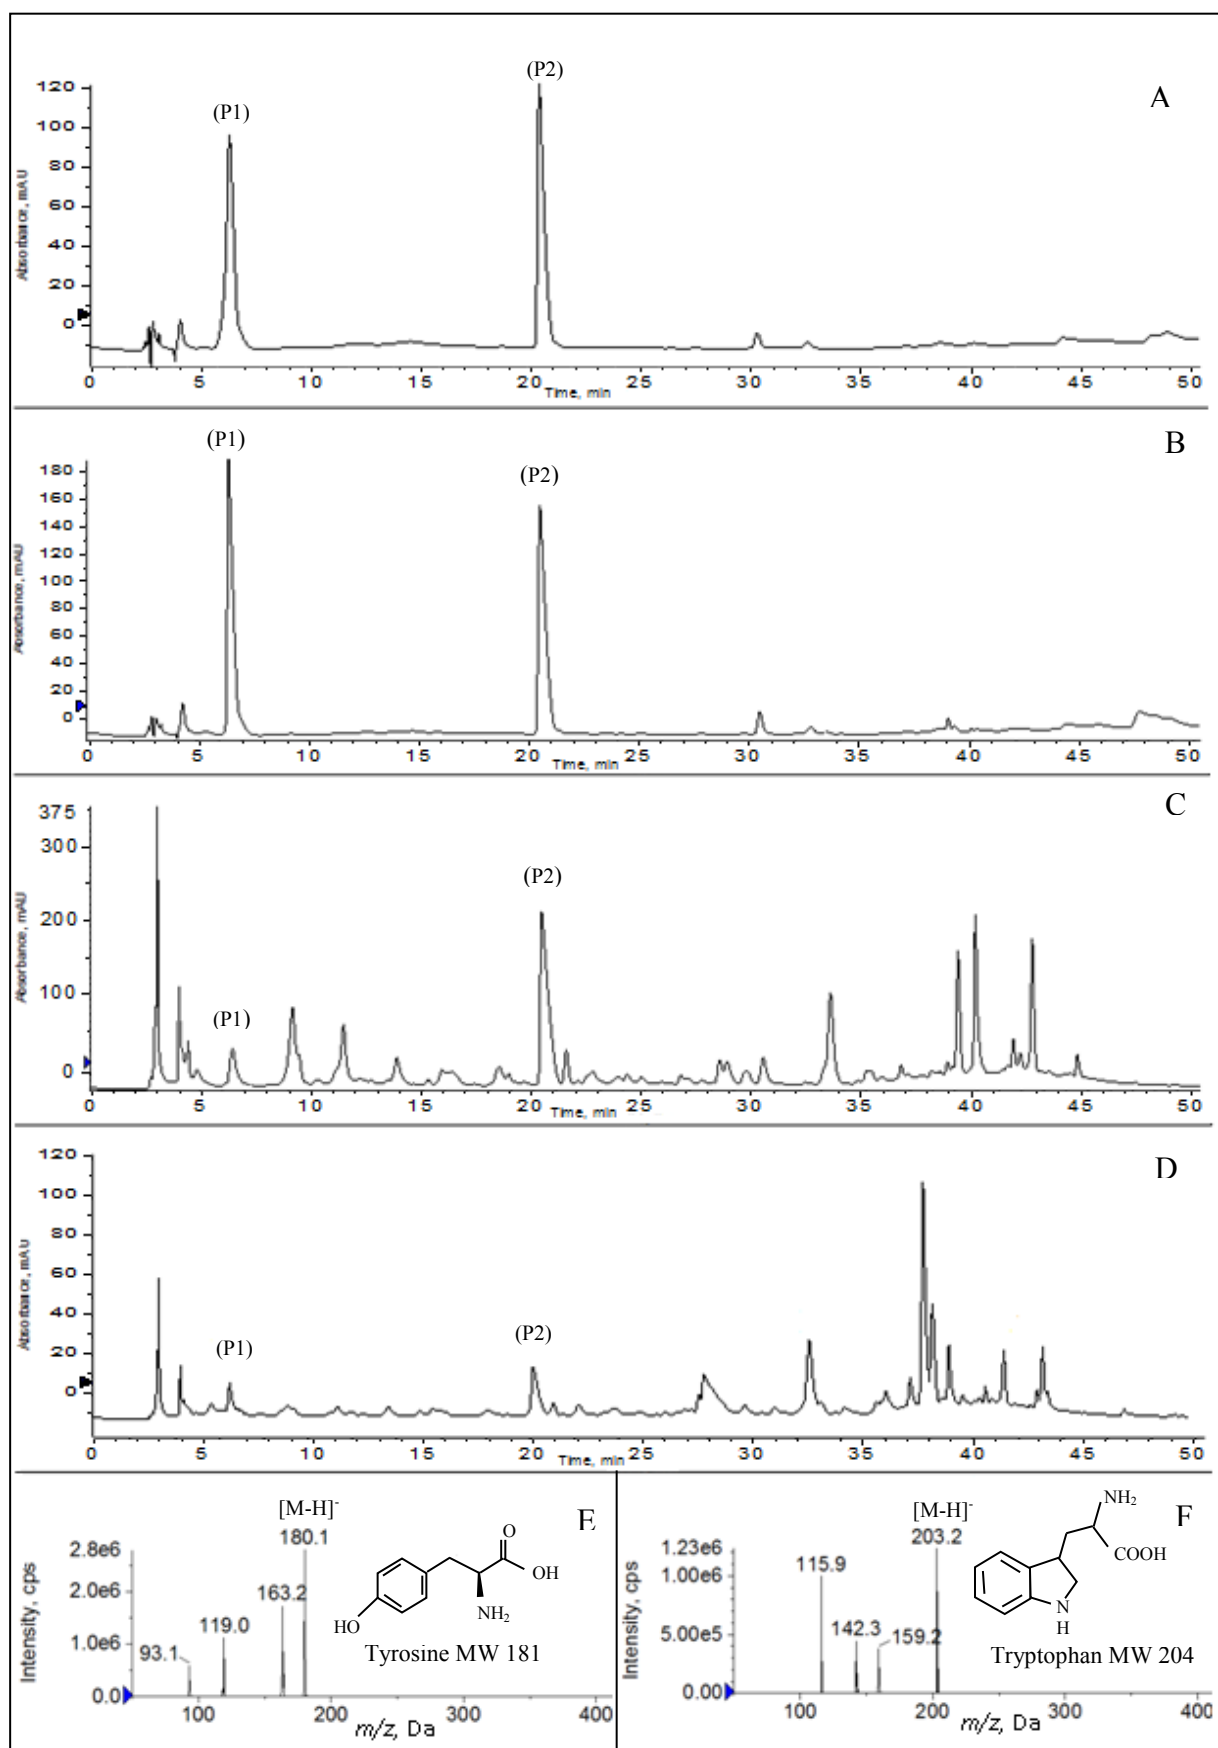 (P2)
A
(P1)
120
100
80
60
40
20
0
Absorbance, mAU
0 5 10 15 20 25 30 35 40 45 50
Time, min
(P1)
B
(P2)
180
160
140
120
100
80
60
40
20
0
Absorbance, mAU
0 5 10 15 20 25 30 35 40 45 50
Time, min
C
375
300
200
100
0
Absorbance, mAU
(P2)
(P1)
0 5 10 15 20 25 30 35 40 45 50
Time, min
D
120
100
80
60
40
20
0
Absorbance, mAU
(P1)
(P2)
0 5 10 15 20 25 30 35 40 45 50
Time, min
[M-H]-
E
180.1
2.8e6
2.0e6
1.0e6
0.0
Intensity, cps
163.2
119.0
93.1
O
OH
NH2
HO
Tyrosine MW 181
100 200 300 400
m/z, Da
[M-H]-
F
203.2
1.23e6
1.00e6
5.00e5
0.00
Intensity, cps
115.9
142.3
159.2
NH2
COOH
N
H
Tryptophan MW 204
100 200 300 400
m/z, Da